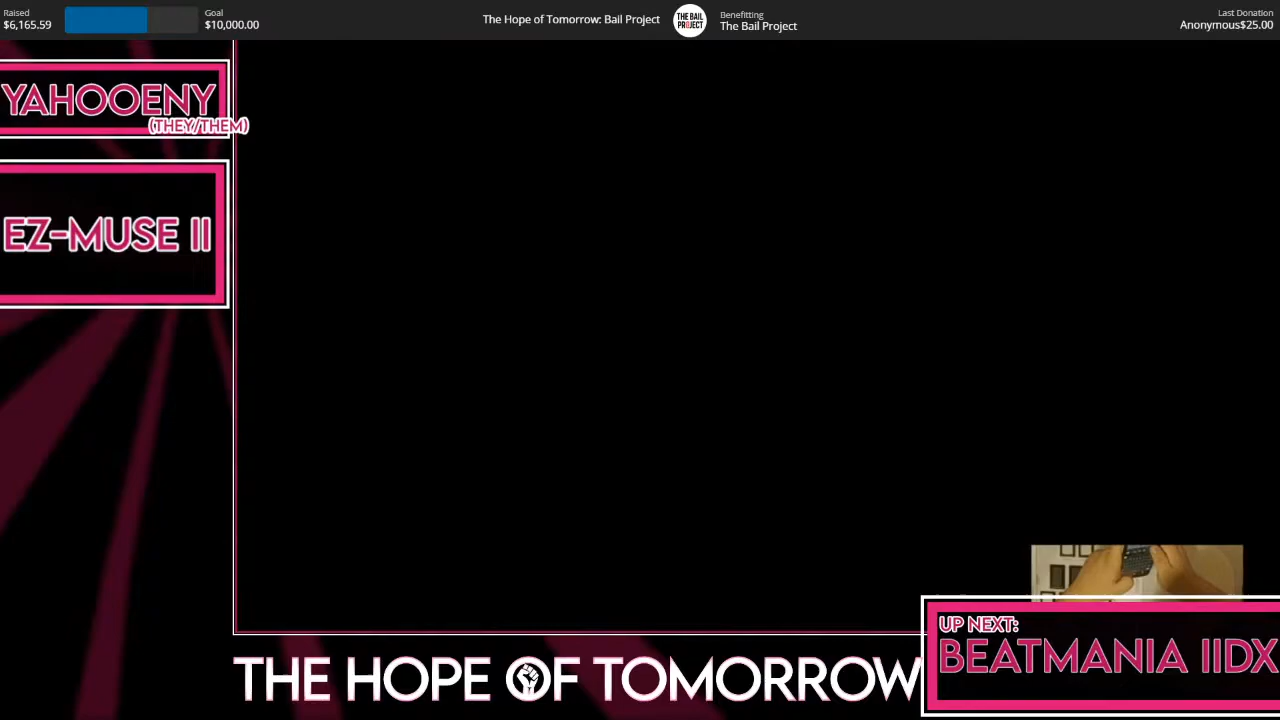 Raised
$6,165.59
Goal
$10,000.00
The Hope of Tomorrow: Bail Project
THE BAIL
PROJECT
Benefitting
The Bail Project
Last Donation
Anonymous$25.00
YAHOOENY
(THEY/THEM)
EZ-MUSE II
UP NEXT:
BEATMANIA IIDX
THE HOPE OF TOMORROW